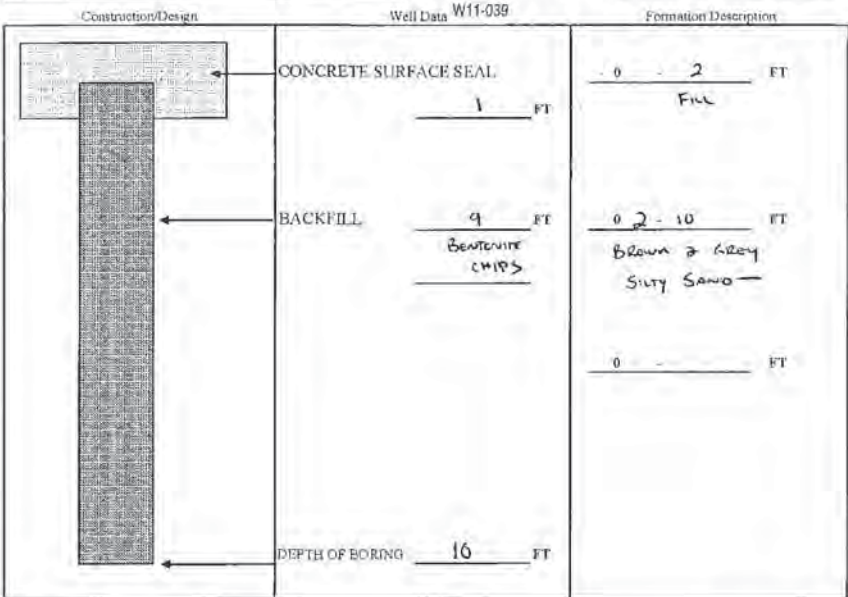 Construction/Design Well Data W11-039 Formation Description
CONCRETE SURFACE SEAL 0 - 2 FT
1 FT FILL
BACKFILL 9 FT 0 2 - 10 FT
BENTONITE BROWN & GREY
CHIPS SILTY SAND
0 - FT
DEPTH OF BORING FT